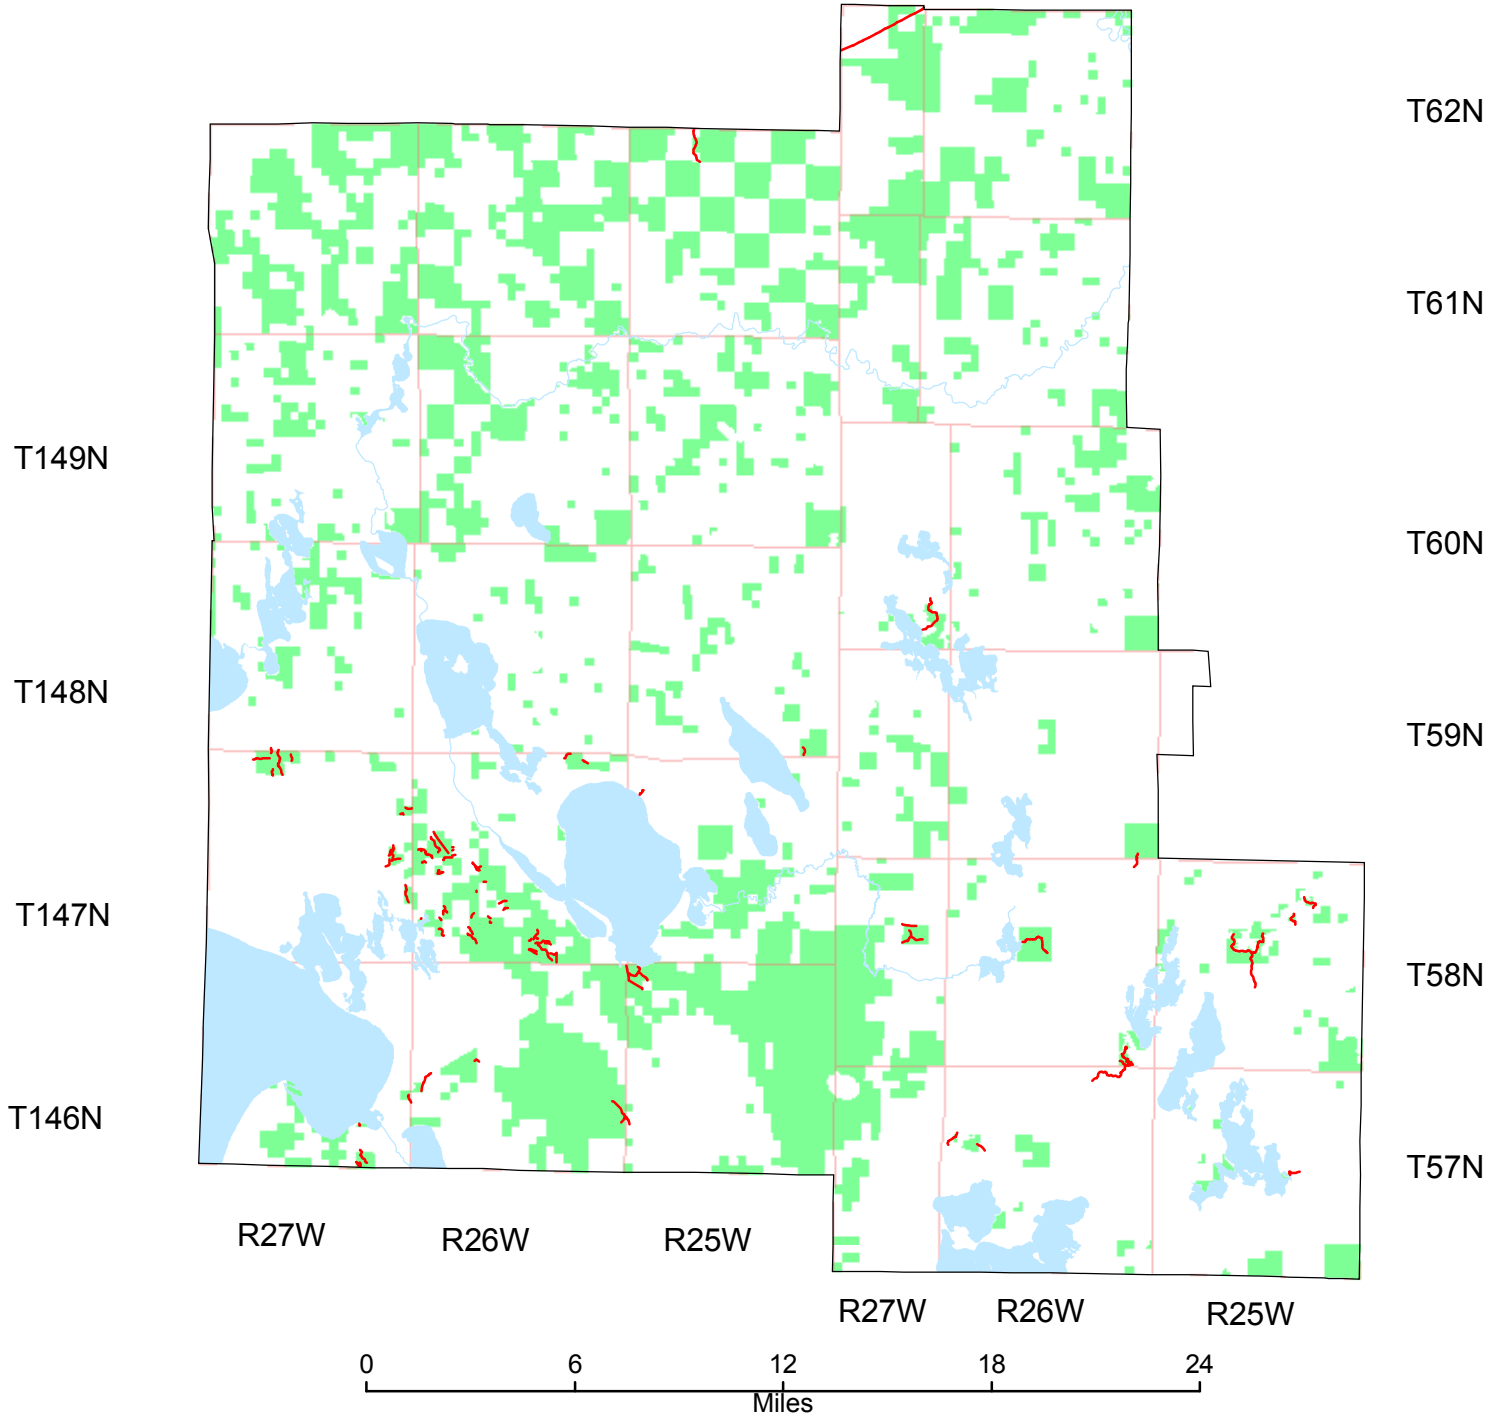 T62N
T61N
T149N
T60N
T148N
T59N
T147N
T58N
T146N
T57N
R27W R26W R25W
R27W R26W R25W
0 6 12 18 24
Miles